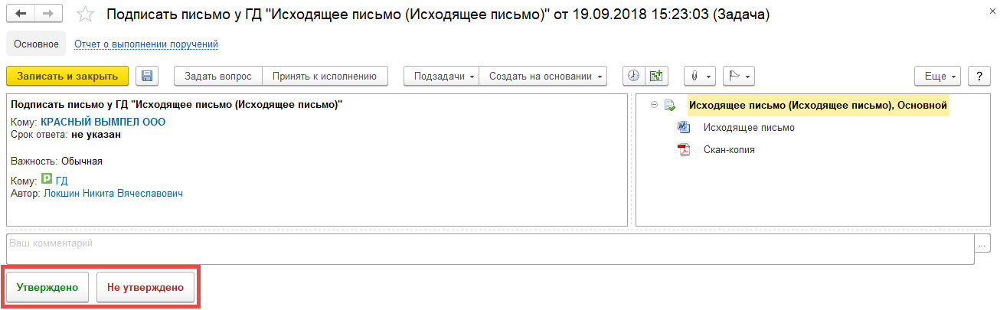 Подписать письмо у ГД "Исходящее письмо (Исходящее письмо)" от 19.09.2018 15:23:03 (Задача)
Основное Отчет о выполнении поручений
Записать и закрыть Задать вопрос Принять к исполнению Подзадачи Создать на основании Еще ?
Подписать письмо у ГД "Исходящее письмо (Исходящее письмо)"
Кому: КРАСНЫЙ ВЫМПЕЛ ООО
Срок ответа: не указан
Важность: Обычная
Кому: P ГД
Автор: Локшин Никита Вячеславович
Исходящее письмо (Исходящее письмо), Основной
Исходящее письмо
Скан-копия
Ваш комментарий
...
Утверждено Не утверждено